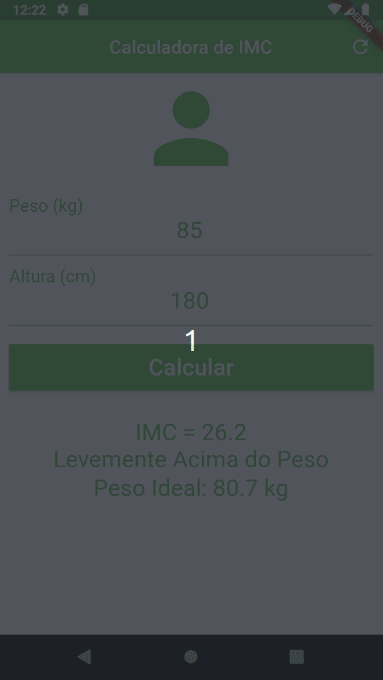 12:22
DEBUG
Calculadora de IMC
Peso (kg)
85
Altura (cm)
180
1
Calcular
IMC = 26.2
Levemente Acima do Peso
Peso Ideal: 80.7 kg